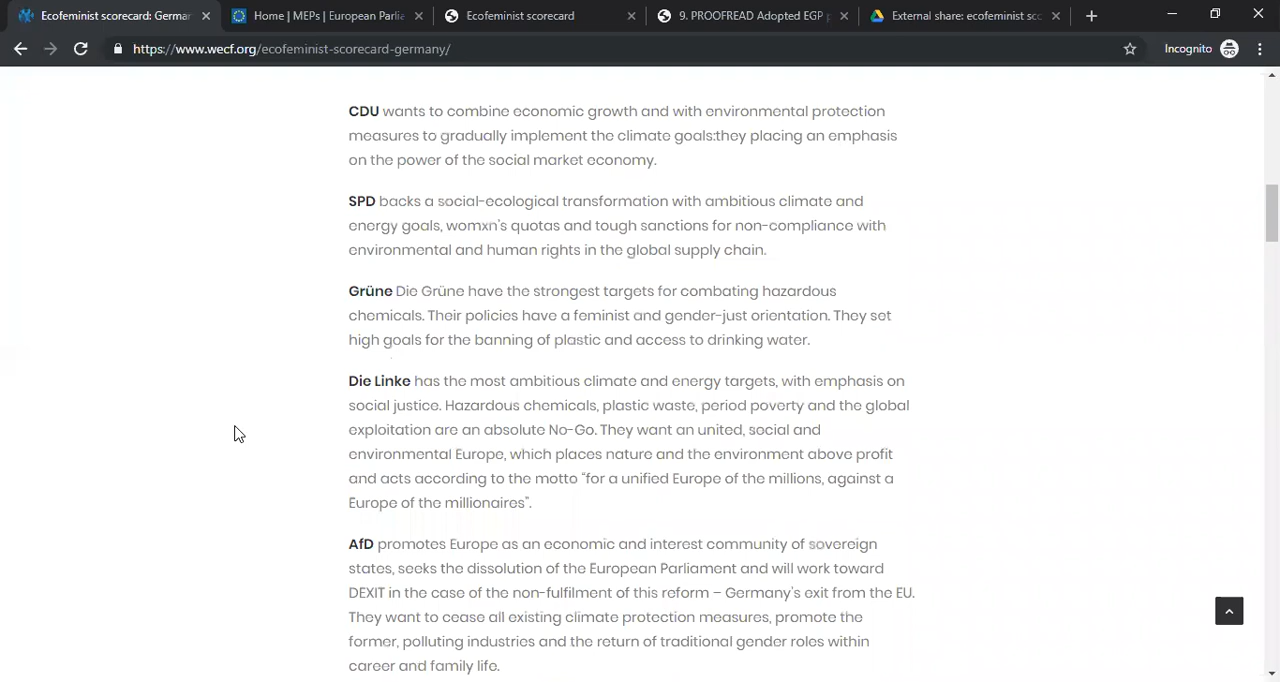 Ecofeminist scorecard: German
Home | MEPs | European Parlie
Ecofeminist scorecard
9. PROOFREAD Adopted EGP p
External share: ecofeminist sco
https://www.wecf.org/ecofeminist-scorecard-germany/
Incognito
CDU wants to combine economic growth and with environmental protection
measures to gradually implement the climate goals:they placing an emphasis
on the power of the social market economy.
SPD backs a social-ecological transformation with ambitious climate and
energy goals, womxn's quotas and tough sanctions for non-compliance with
environmental and human rights in the global supply chain.
Grüne Die Grüne have the strongest targets for combating hazardous
chemicals. Their policies have a feminist and gender-just orientation. They set
high goals for the banning of plastic and access to drinking water.
Die Linke has the most ambitious climate and energy targets, with emphasis on
social justice. Hazardous chemicals, plastic waste, period poverty and the global
exploitation are an absolute No-Go. They want an united, social and
environmental Europe, which places nature and the environment above profit
and acts according to the motto “for a unified Europe of the millions, against a
Europe of the millionaires”.
AfD promotes Europe as an economic and interest community of sovereign
states, seeks the dissolution of the European Parliament and will work toward
DEXIT in the case of the non-fulfilment of this reform – Germany's exit from the EU.
They want to cease all existing climate protection measures, promote the
former, polluting industries and the return of traditional gender roles within
career and family life.